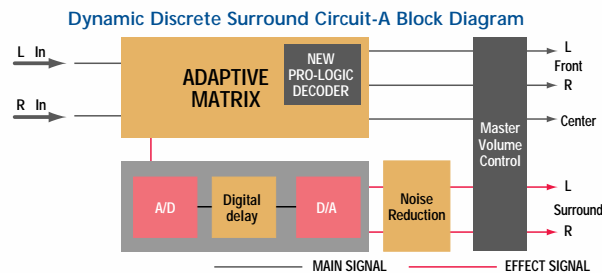 Dynamic Discrete Surround Circuit-A Block Diagram
L In
R In
ADAPTIVE
MATRIX
NEW
PRO-LOGIC
DECODER
Master
Volume
Control
L
Front
R
Center
A/D
Digital
delay
D/A
Noise
Reduction
L
Surround
R
MAIN SIGNAL
EFFECT SIGNAL